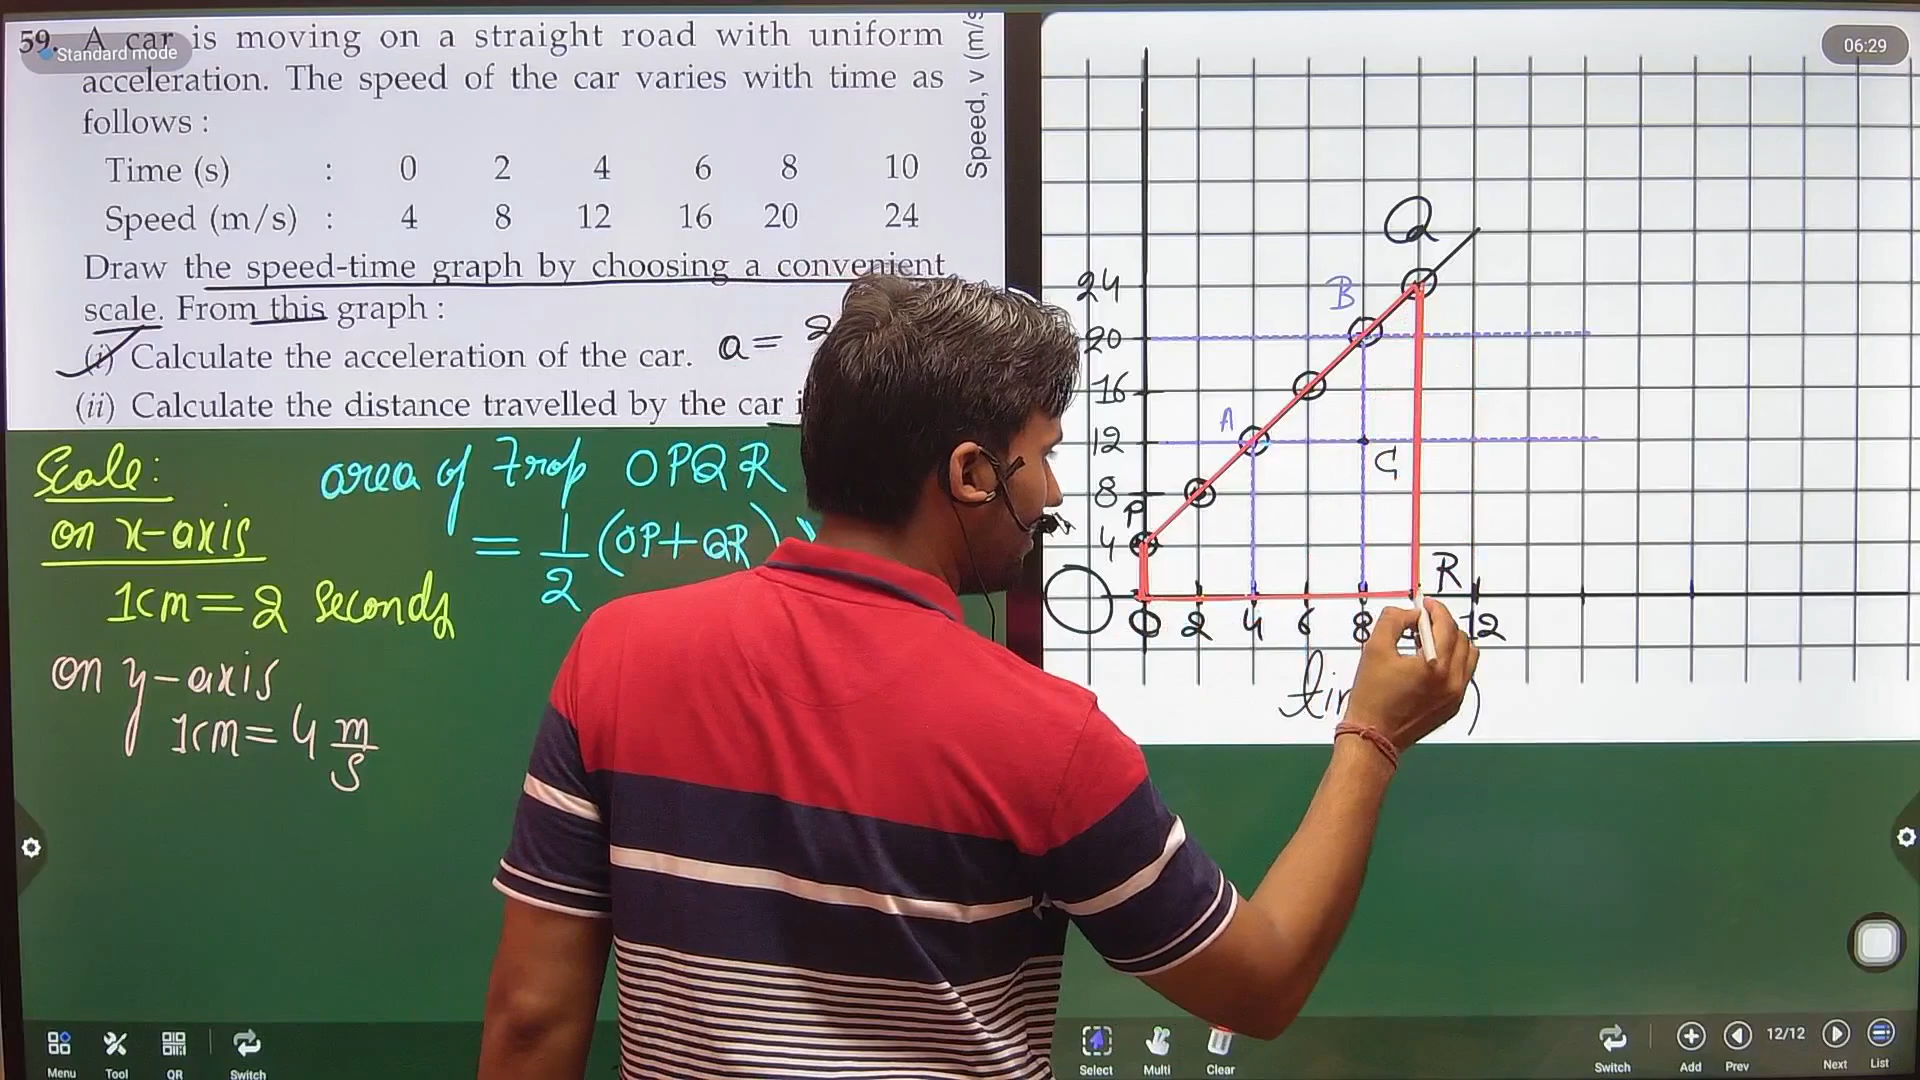 59. A car is moving on a straight road with uniform
Standard mode
acceleration. The speed of the car varies with time as
follows :
Time (s) : 0 2 4 6 8 10
Speed (m/s) : 4 8 12 16 20 24
Draw the speed-time graph by choosing a convenient
scale. From this graph :
(i) Calculate the acceleration of the car. a = 2
(ii) Calculate the distance travelled by the car
Scale:
on x-axis
1cm = 2 seconds
on y-axis
1cm = 4 m/s
area of Trap OPQR
= 1/2 (OP+QR)
Speed, v (m/s
06:29
Q
24
B
20
16
A
12
C
8
P
4
R
O
0 2 4 6 8 12
Menu Tool QR Switch
Select Multi Clear
Switch Add Prev 12/12 Next List